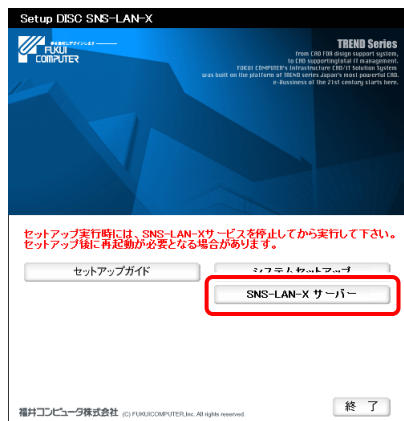 Setup DISC SNS-LAN-X
FUKUI
COMPUTER
TREND Series
from CAD FOR disign support system,
to CAD supportingtotal IT management.
FUKUI COMPUTER's Infrastructure CAD/IT Solution System
was built on the platform of TREND series Japan's most powerful CAD.
e-Bussiness of the 21st century starts here.
セットアップ実行時には、SNS-LAN-Xサービスを停止してから実行して下さい。
セットアップ後に再起動が必要となる場合があります。
セットアップガイド
システムセットアップ
SNS-LAN-X サーバー
終 了
福井コンピュータ株式会社 (C) FUKUICOMPUTER,Inc. All rights reserved.